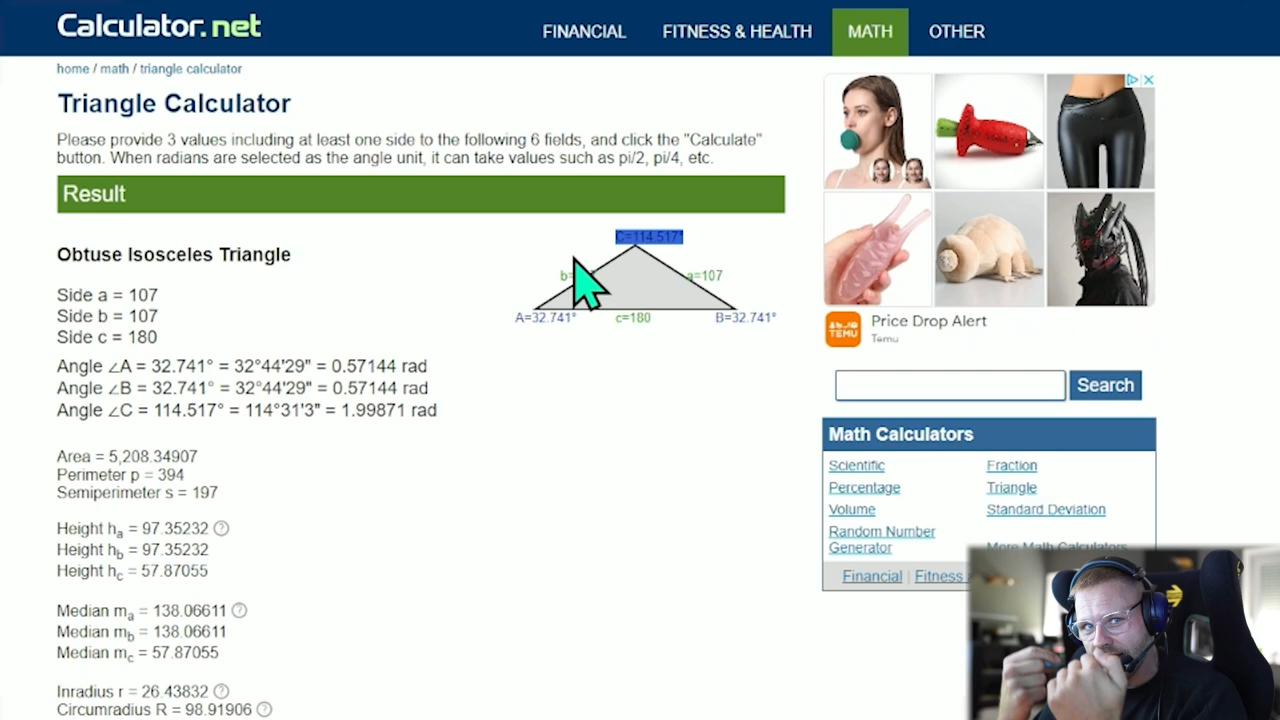 Calculator.net
FINANCIAL
FITNESS & HEALTH
MATH
OTHER
home / math / triangle calculator
Triangle Calculator
Please provide 3 values including at least one side to the following 6 fields, and click the "Calculate"
button. When radians are selected as the angle unit, it can take values such as pi/2, pi/4, etc.
Result
Obtuse Isosceles Triangle
C=114.517°
b=
a=107
A=32.741°
c=180
B=32.741°
Side a = 107
Side b = 107
Side c = 180
Angle ∠A = 32.741° = 32°44'29" = 0.57144 rad
Angle ∠B = 32.741° = 32°44'29" = 0.57144 rad
Angle ∠C = 114.517° = 114°31'3" = 1.99871 rad
Area = 5,208.34907
Perimeter p = 394
Semiperimeter s = 197
Height ha = 97.35232
Height hb = 97.35232
Height hc = 57.87055
Median ma = 138.06611
Median mb = 138.06611
Median mc = 57.87055
Inradius r = 26.43832
Circumradius R = 98.91906
TEMU
Price Drop Alert
Temu
Search
Math Calculators
Scientific
Fraction
Percentage
Triangle
Volume
Standard Deviation
Random Number
Generator
More Math Calculators
Financial | Fitness